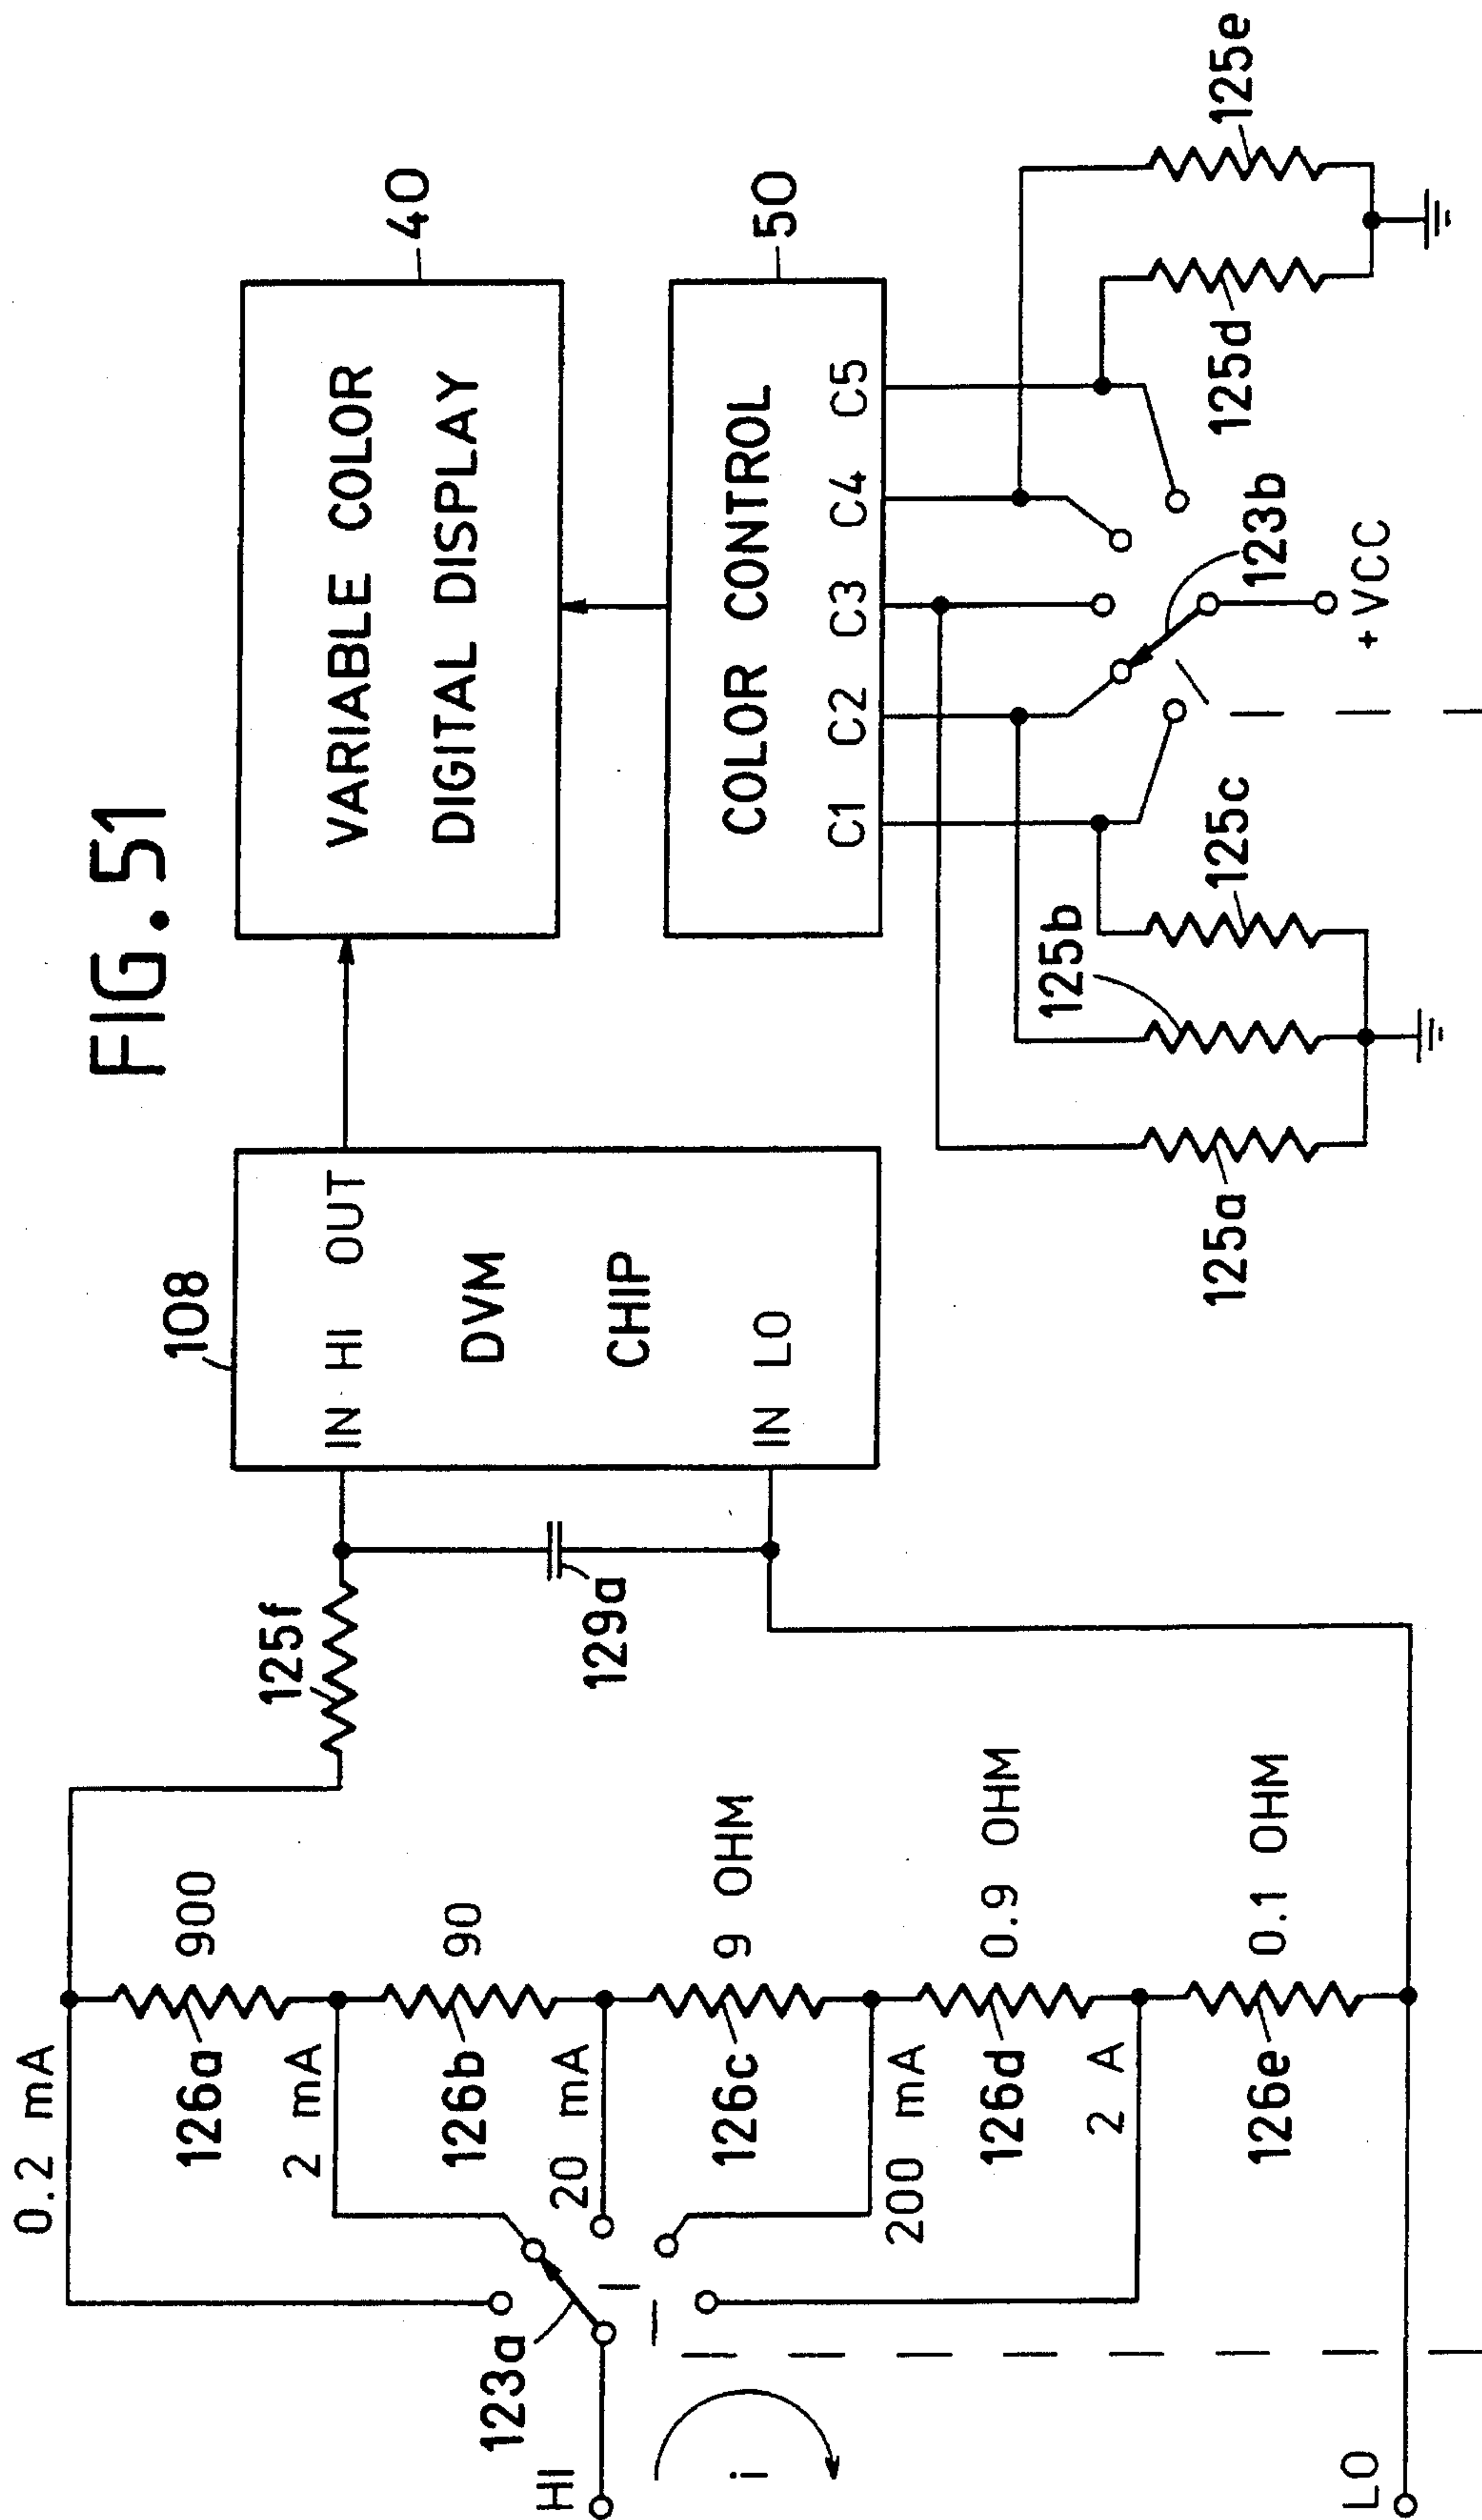 FIG. 51
0.2 mA
126a
900
2 mA
126b
90
20 mA
126c
9 OHM
200 mA
126d
0.9 OHM
2 A
126e
0.1 OHM
123a
HI
i
LO
125f
129a
108
IN HI OUT
DVM
CHIP
IN LO
VARIABLE COLOR
DIGITAL DISPLAY
40
COLOR CONTROL
C1 C2 C3 C4 C5
50
125a
125b
125c
123b
+VCC
125d
125e